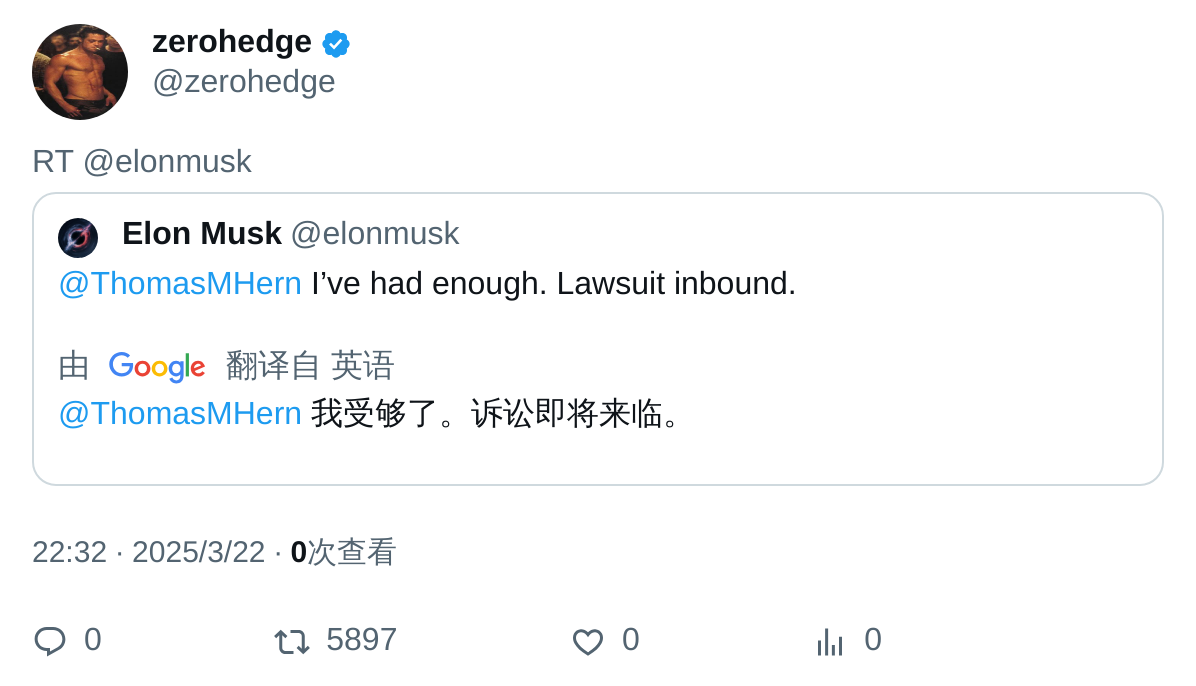 zerohedge
@zerohedge
RT @elonmusk
Elon Musk @elonmusk
@ThomasMHern I’ve had enough. Lawsuit inbound.
由 Google 翻译自 英语
@ThomasMHern 我受够了。诉讼即将来临。
22:32 · 2025/3/22 · 0次查看
0 5897 0 0